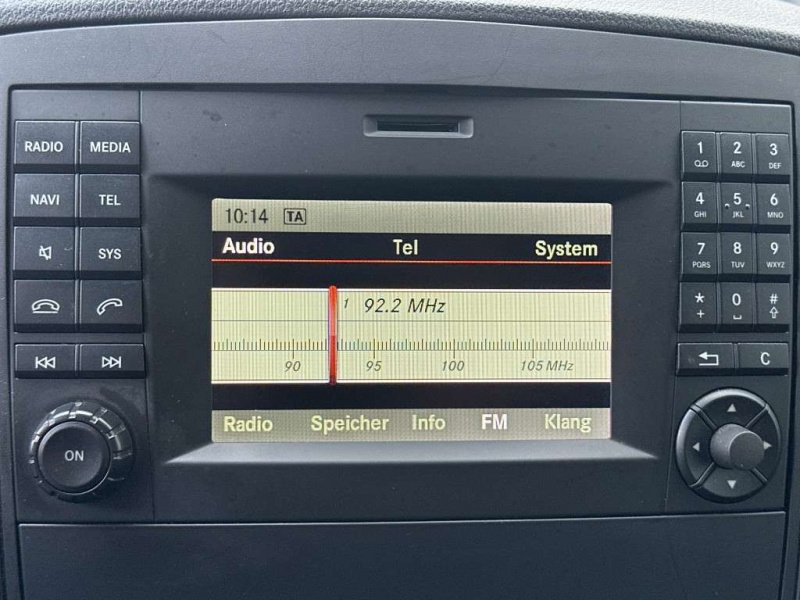 RADIO MEDIA
NAVI TEL
SYS
ON
10:14 TA
Audio Tel System
1 92.2 MHz
90 95 100 105 MHz
Radio Speicher Info FM Klang
1 2 ABC 3 DEF
4 GHI 5 JKL 6 MNO
7 PQRS 8 TUV 9 WXYZ
* + 0 #
C